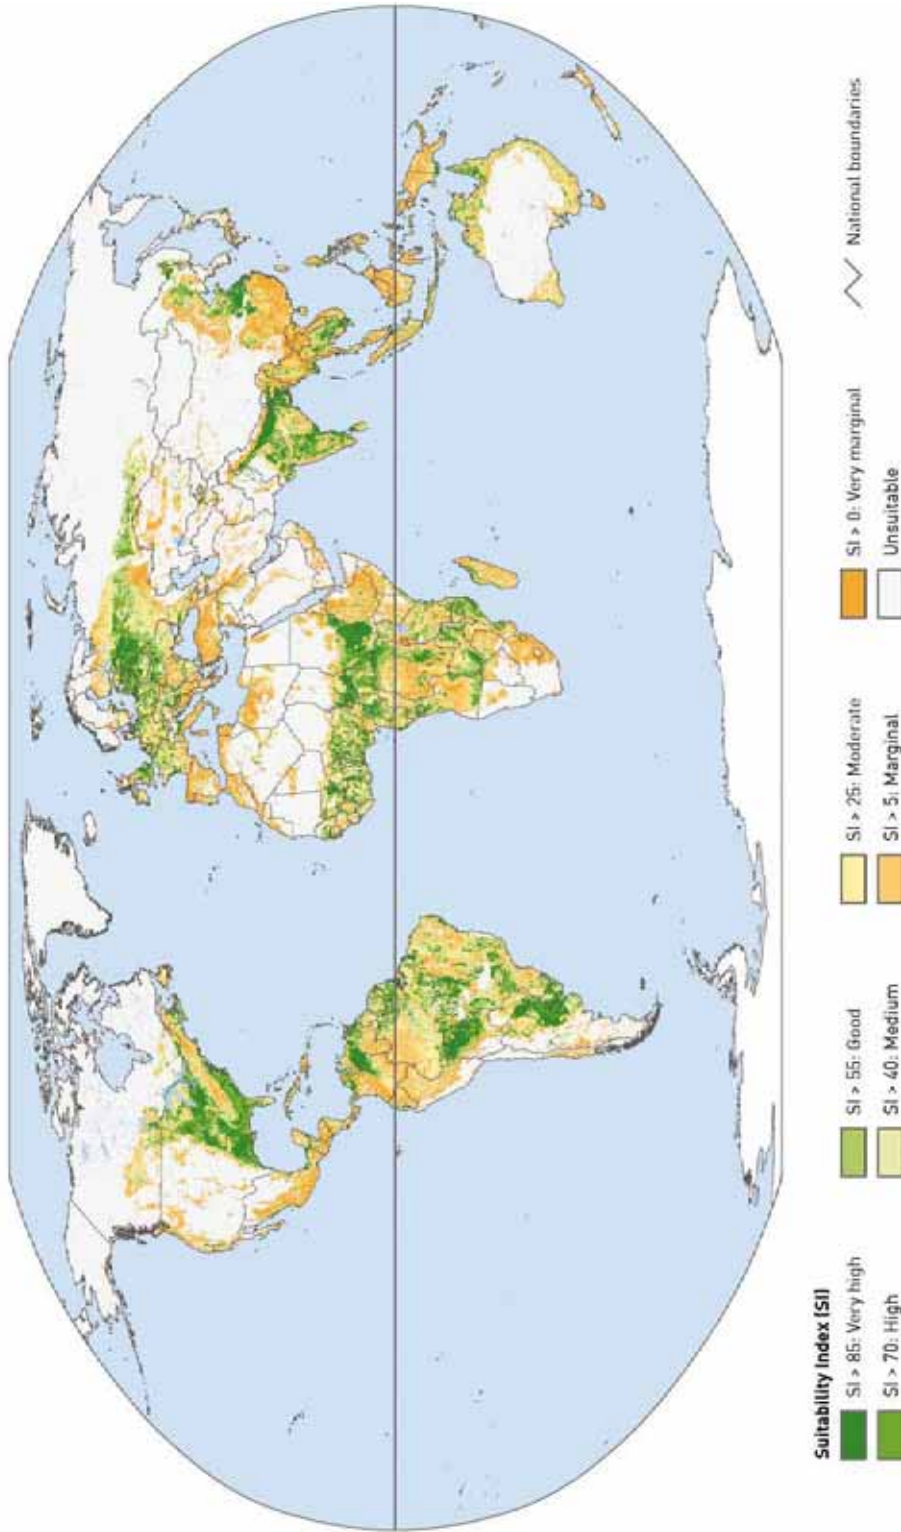 Suitability Index (SI)
SI > 85: Very high
SI > 70: High
SI > 55: Good
SI > 40: Medium
SI > 25: Moderate
SI > 5: Marginal
SI > 0: Very marginal
Unsuitable
National boundaries